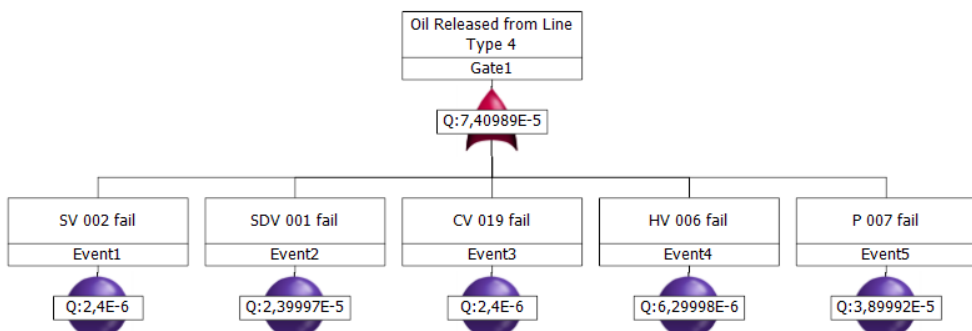 Oil Released from Line
Type 4
Gate1
Q:7,40989E-5
SV 002 fail
SDV 001 fail
CV 019 fail
HV 006 fail
P 007 fail
Event1
Event2
Event3
Event4
Event5
Q:2,4E-6
Q:2,39997E-5
Q:2,4E-6
Q:6,29998E-6
Q:3,89992E-5